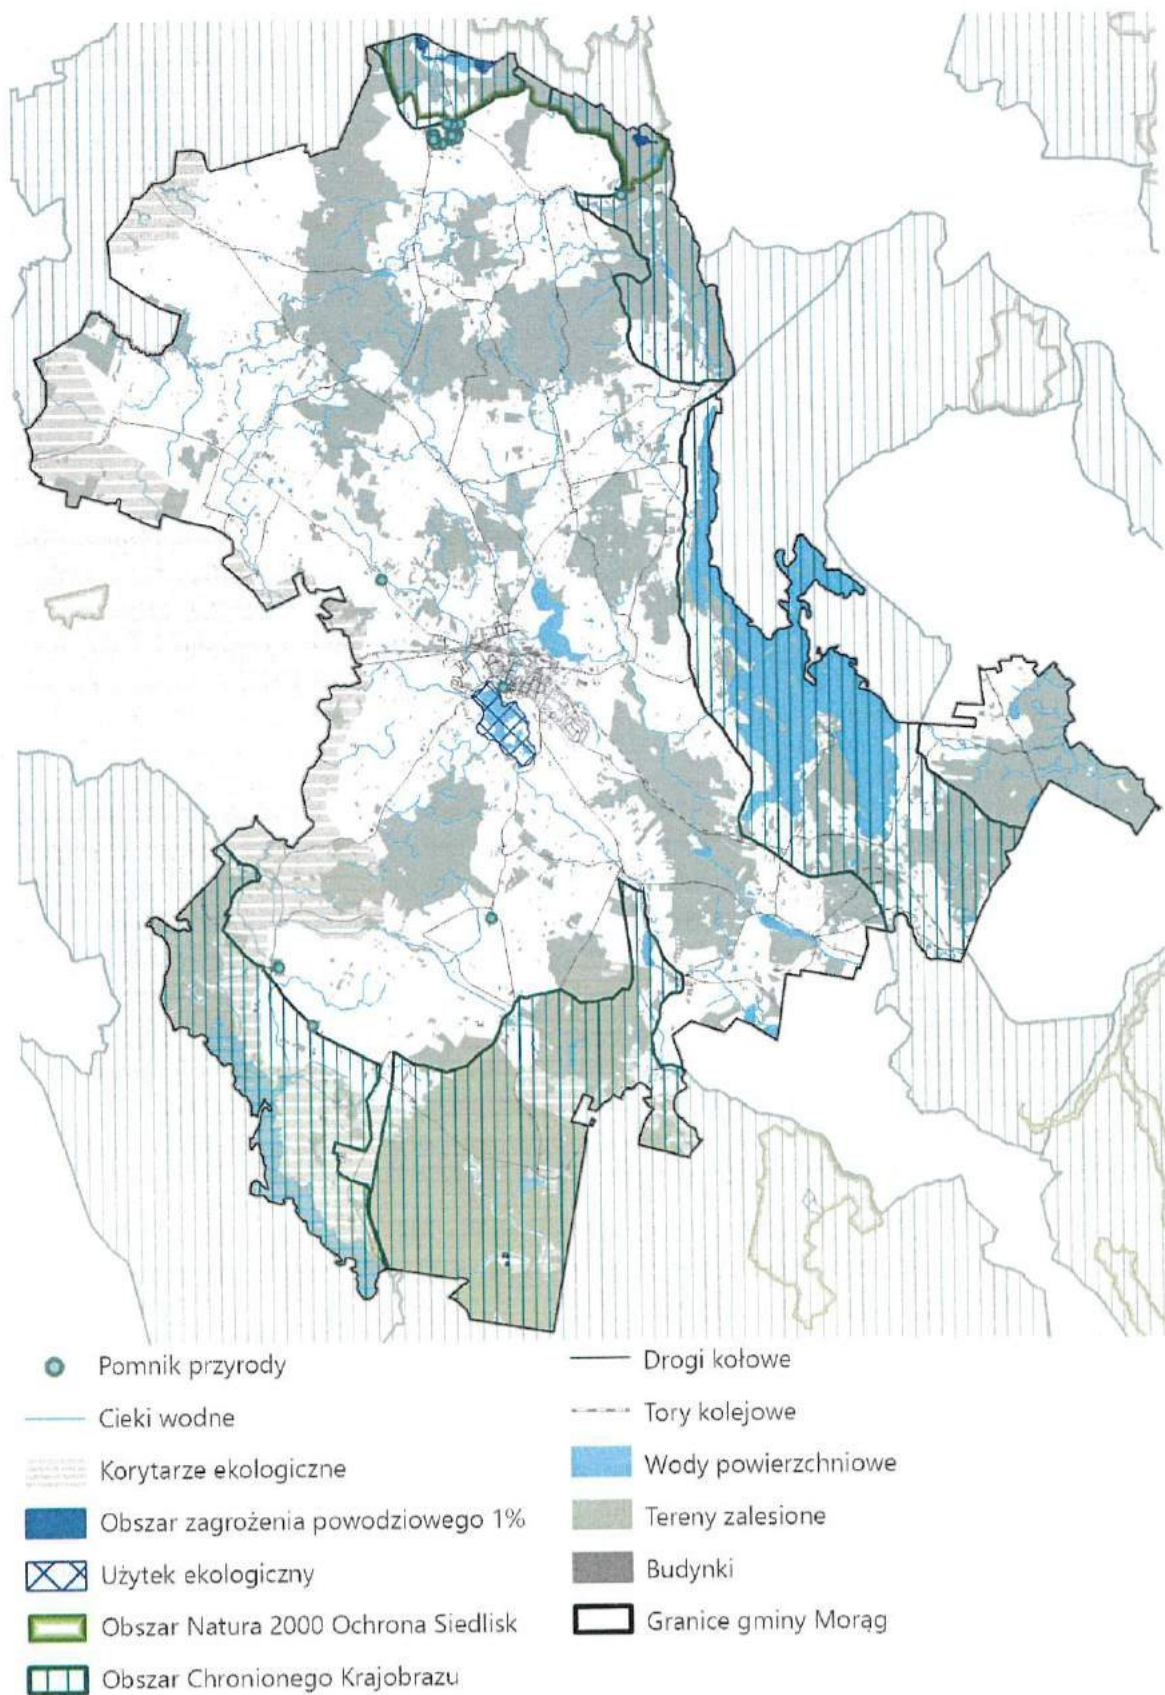 Pomnik przyrody
Cieki wodne
Korytarze ekologiczne
Obszar zagrożenia powodziowego 1%
Użytek ekologiczny
Obszar Natura 2000 Ochrona Siedlisk
Obszar Chronionego Krajobrazu
Drogi kołowe
Tory kolejowe
Wody powierzchniowe
Tereny zalesione
Budynki
Granice gminy Morąg